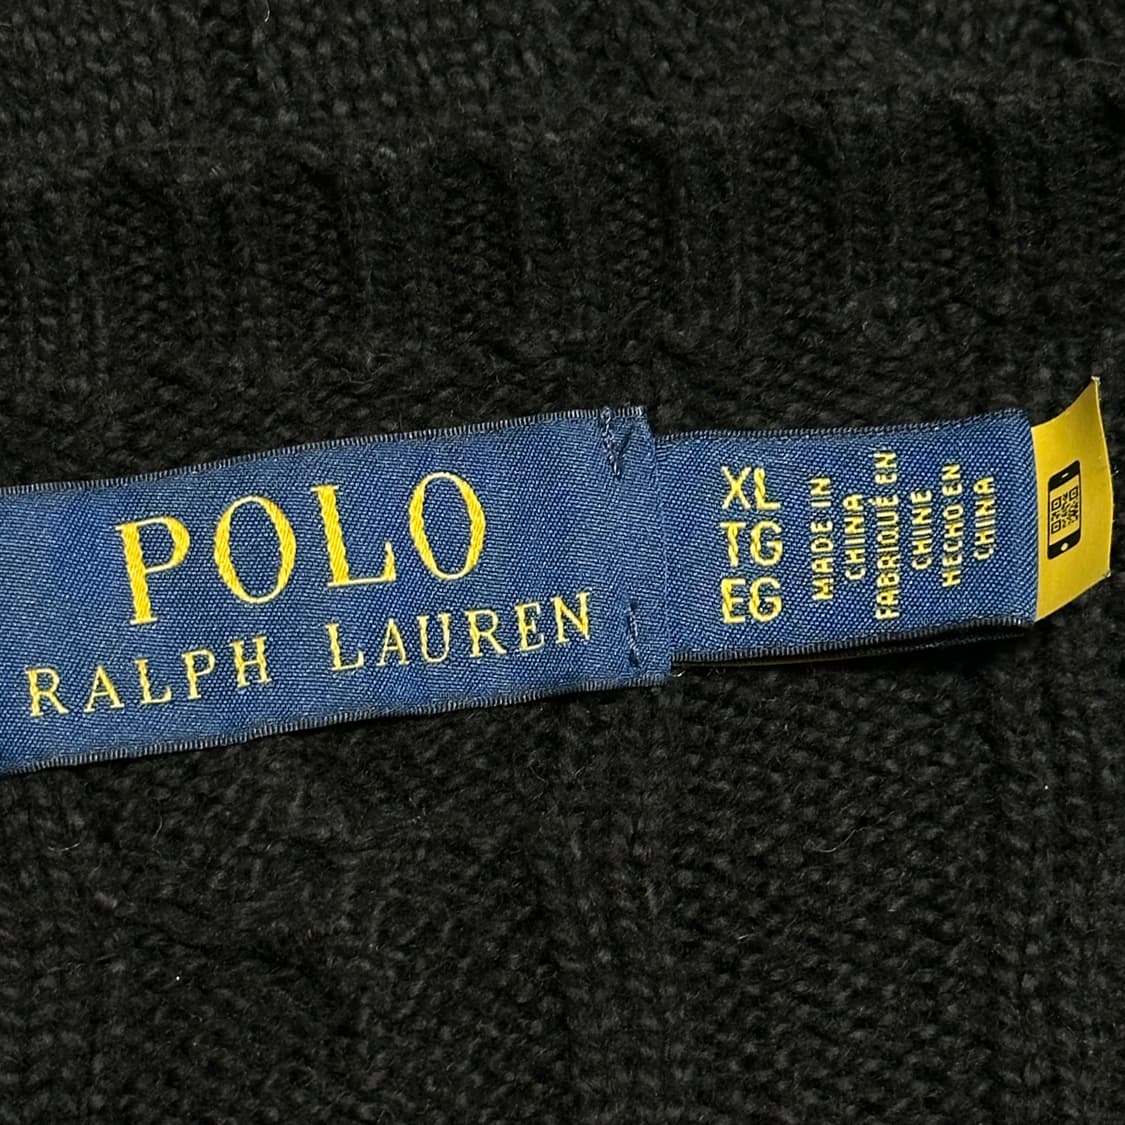 POLO
RALPH LAUREN
XL
TG
EG
MADE IN
CHINA
FABRIQUÉ EN
CHINE
HECHO EN
CHINA